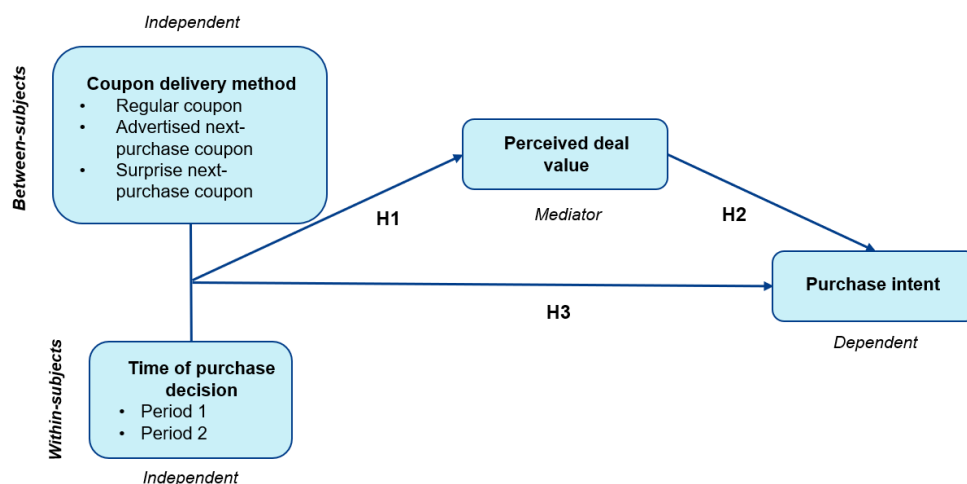 Independent
Between-subjects
Coupon delivery method
• Regular coupon
• Advertised next-
purchase coupon
• Surprise next-
purchase coupon
Perceived deal
value
Mediator
H1
H2
H3
Purchase intent
Dependent
Within-subjects
Time of purchase
decision
• Period 1
• Period 2
Independent